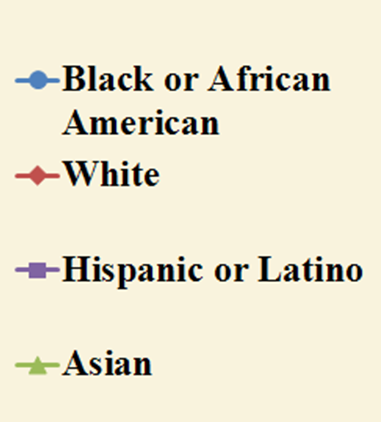 Black or African
American
White
Hispanic or Latino
Asian